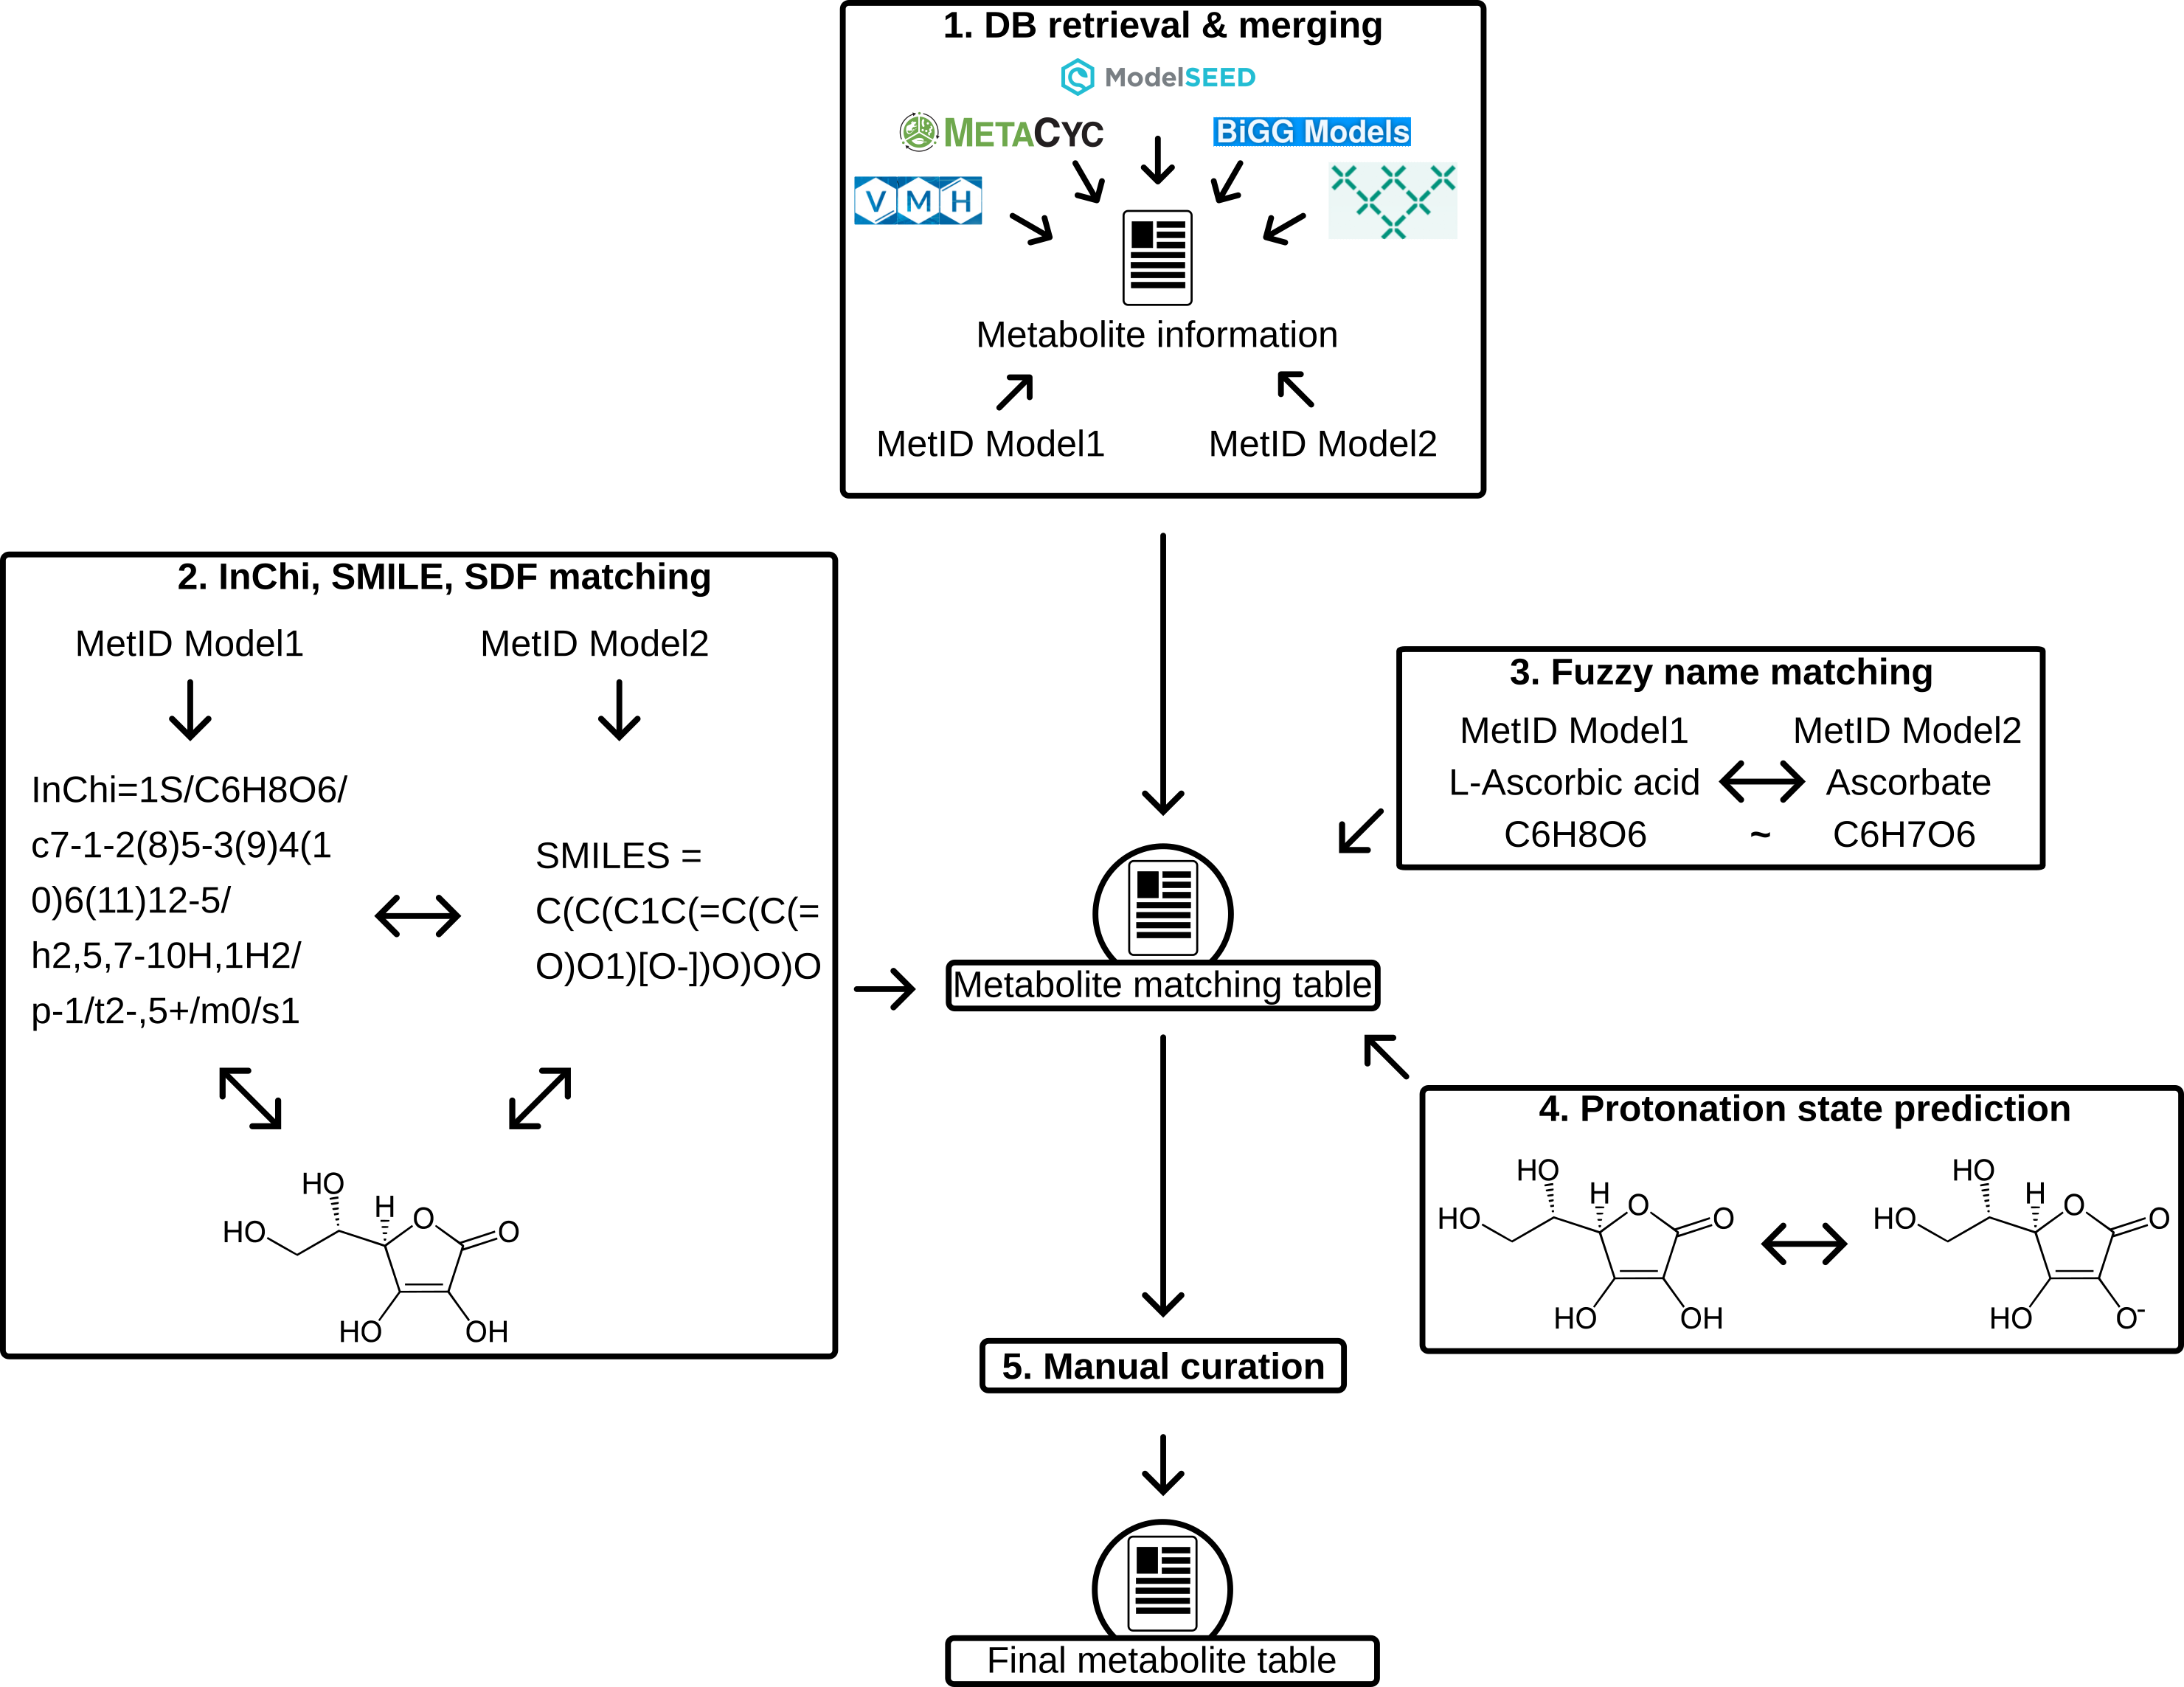 1. DB retrieval & merging
ModelSEED
METACYC
BiGG Models
VMH
Metabolite information
MetID Model1
MetID Model2
2. InChi, SMILE, SDF matching
MetID Model1
MetID Model2
InChi=1S/C6H8O6/
c7-1-2(8)5-3(9)4(1
0)6(11)12-5/
h2,5,7-10H,1H2/
p-1/t2-,5+/m0/s1
SMILES =
C(C(C1C(=C(C(=
O)O1)[O-])O)O)O
HO
H
O
HO
O
HO
OH
3. Fuzzy name matching
MetID Model1
MetID Model2
L-Ascorbic acid
Ascorbate
C6H8O6
~
C6H7O6
Metabolite matching table
4. Protonation state prediction
HO
H
O
HO
O
HO
OH
HO
H
O
HO
O
HO
O-
5. Manual curation
Final metabolite table